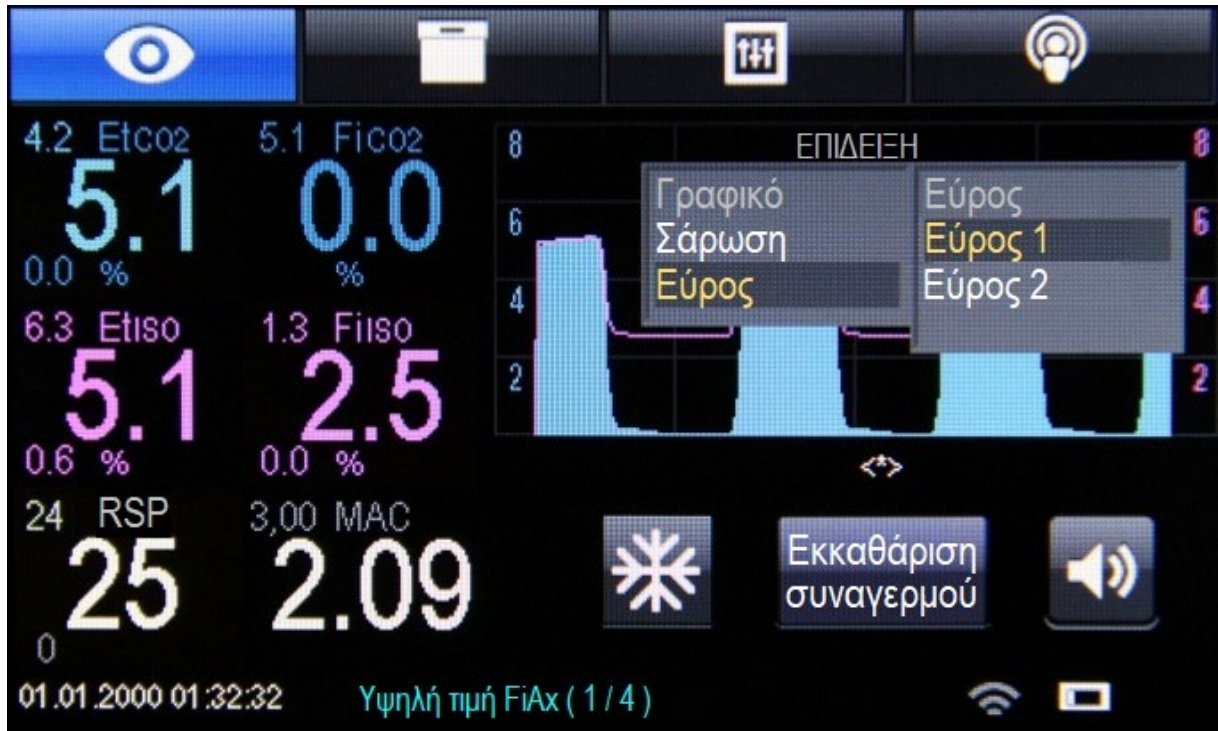 4.2 Etco2
5.1
0.0 %
5.1 Fico2
0.0
%
6.3 Etıso
5.1
0.6 %
1.3 Fiıso
2.5
0.0 %
24 RSP
25
0
3,00 MAC
2.09
ΕΠΙΔΕΙΞΗ
8 8
6 6
4 4
2 2
Γραφικό
Σάρωση
Εύρος
Εύρος
Εύρος 1
Εύρος 2
<*>
Εκκαθάριση
συναγερμού
01.01.2000 01:32:32
Υψηλή τιμή FiAx ( 1 / 4 )